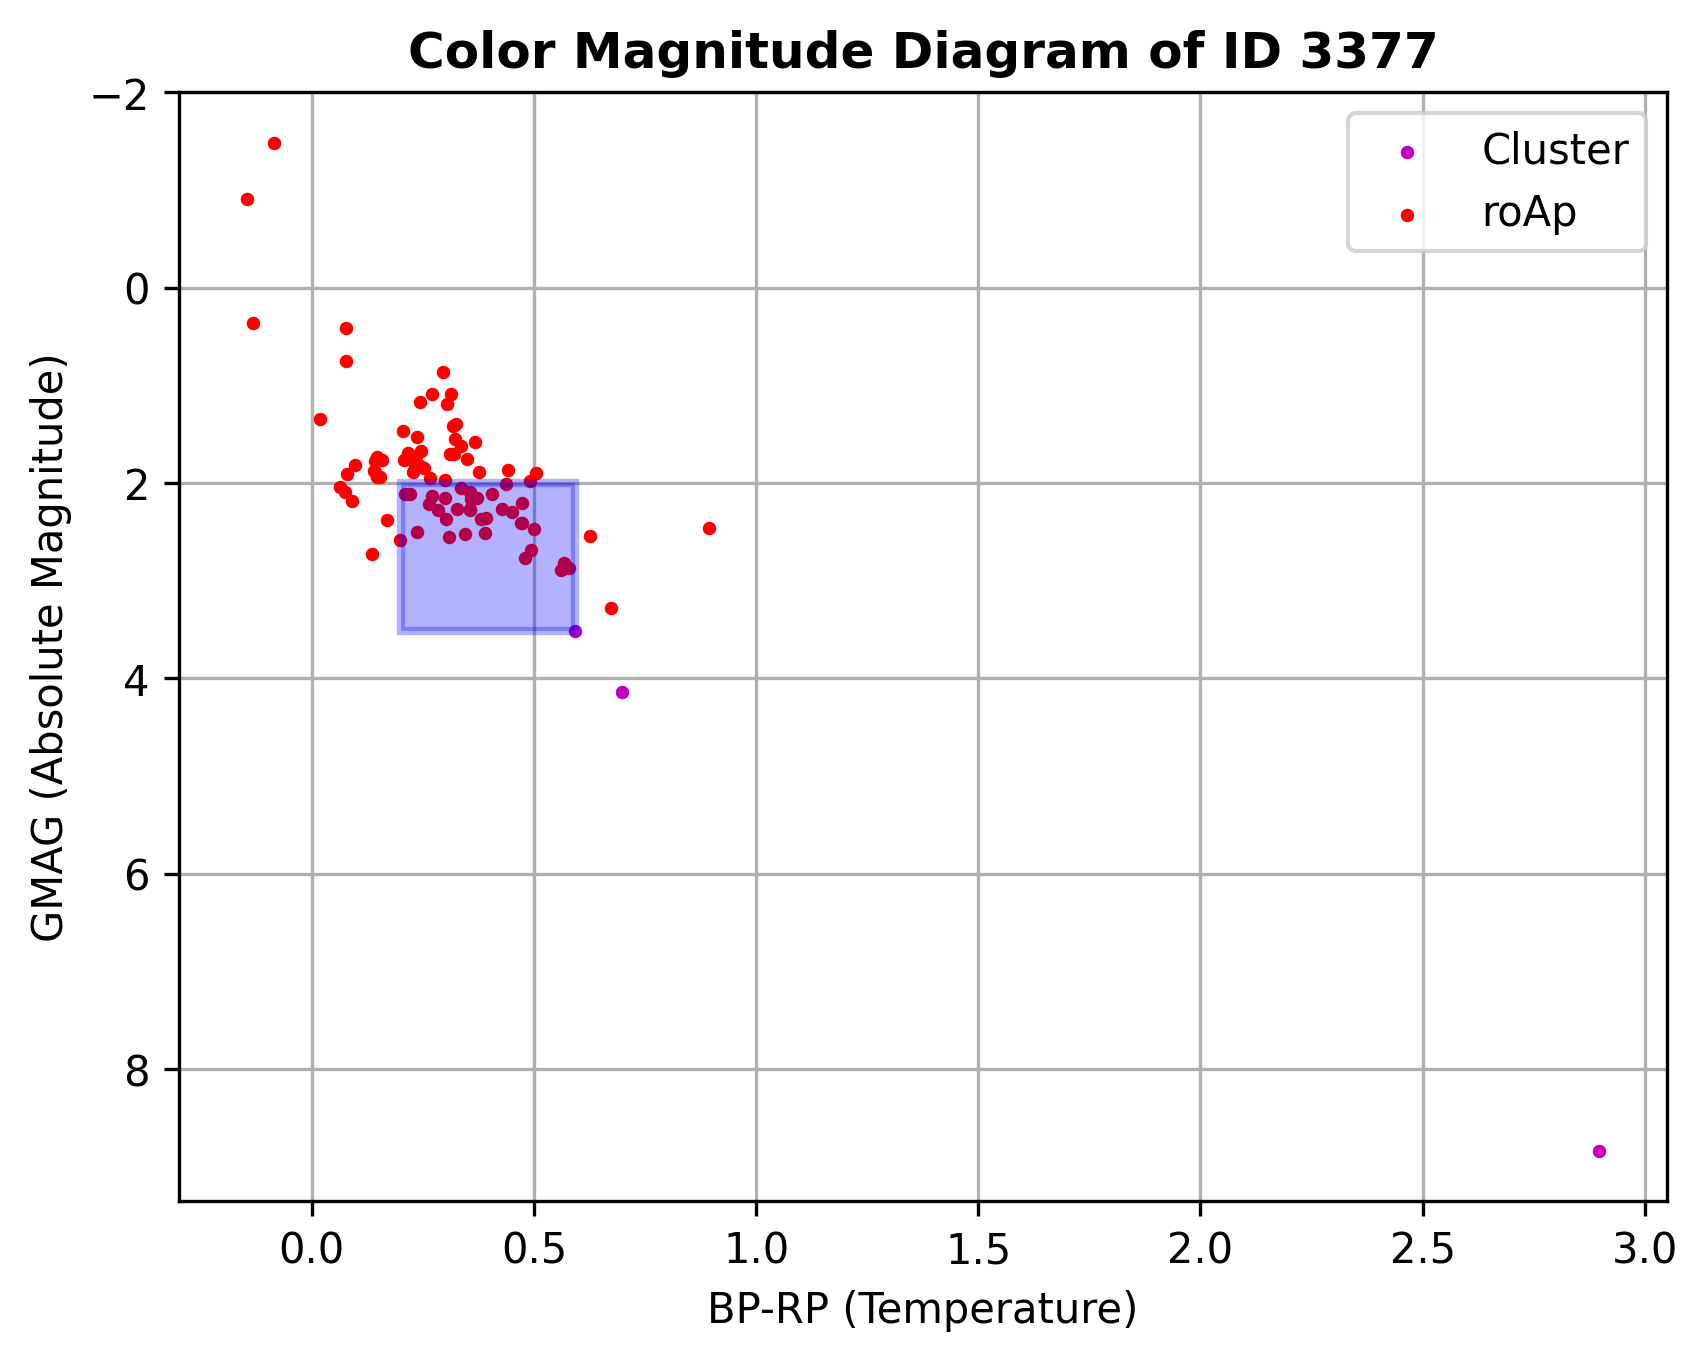 Color Magnitude Diagram of ID 3377
Cluster
roAp
GMAG (Absolute Magnitude)
−2
0
2
4
6
8
0.0 0.5 1.0 1.5 2.0 2.5 3.0
BP-RP (Temperature)